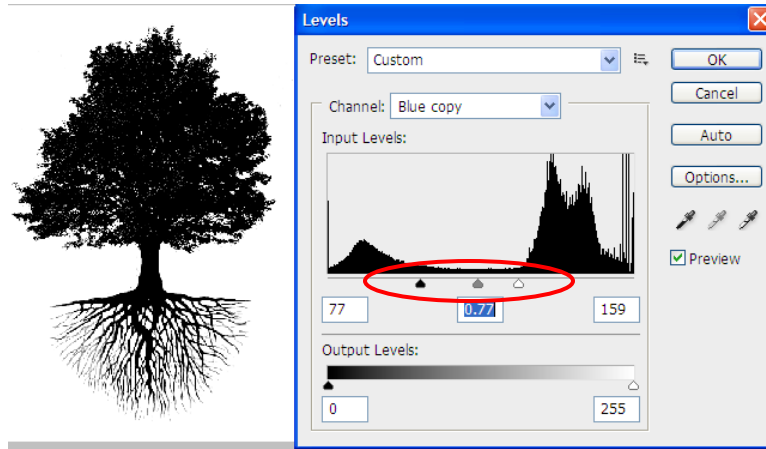 Levels
Preset: Custom
OK
Cancel
Channel: Blue copy
Input Levels:
Auto
Options...
Preview
77 0.77 159
Output Levels:
0 255